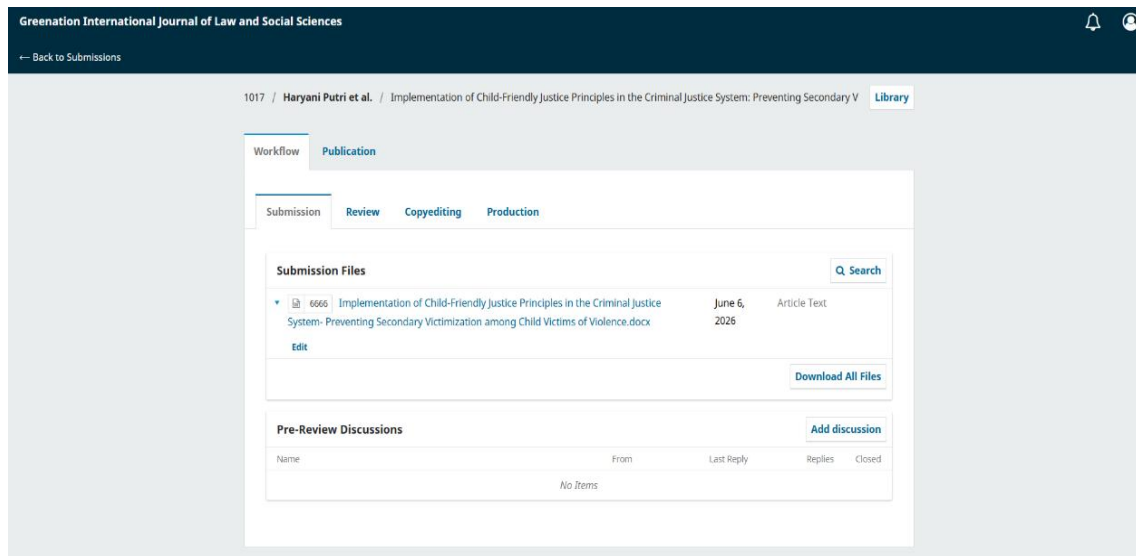 Greenation International Journal of Law and Social Sciences
← Back to Submissions
1017 / Haryani Putri et al. / Implementation of Child-Friendly Justice Principles in the Criminal Justice System: Preventing Secondary V
Library
Workflow Publication
Submission Review Copyediting Production
Submission Files
Search
6666 Implementation of Child-Friendly Justice Principles in the Criminal Justice June 6, Article Text
System- Preventing Secondary Victimization among Child Victims of Violence.docx 2026
Edit
Download All Files
Pre-Review Discussions
Add discussion
Name From Last Reply Replies Closed
No Items